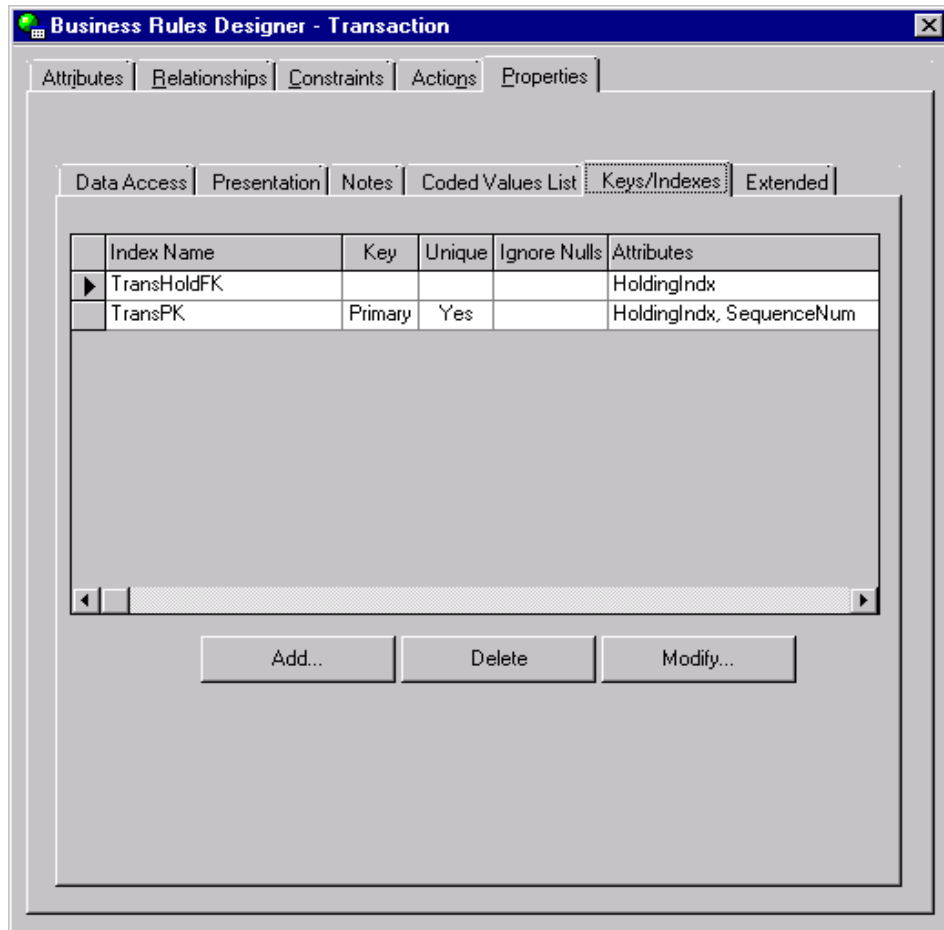 Business Rules Designer - Transaction
Attributes Relationships Constraints Actions Properties
Data Access Presentation Notes Coded Values List Keys/Indexes Extended
Index Name Key Unique Ignore Nulls Attributes
TransHoldFK HoldingIndx
TransPK Primary Yes HoldingIndx, SequenceNum
Add... Delete Modify...